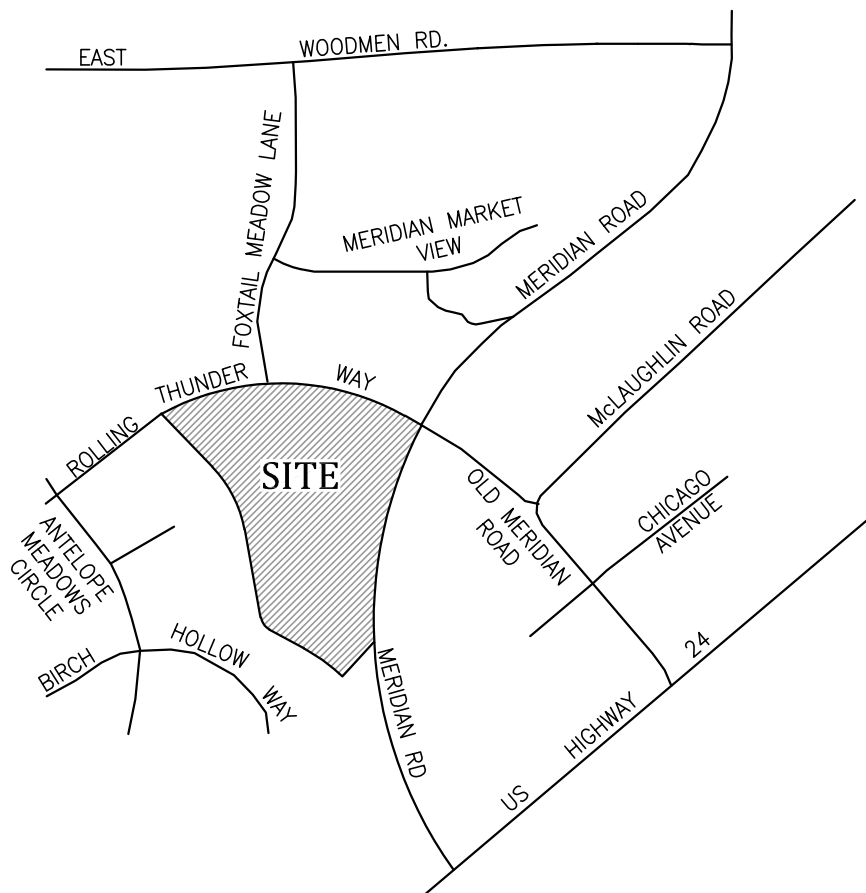 EAST WOODMEN RD.
FOXTAIL MEADOW LANE
MERIDIAN MARKET
VIEW
MERIDIAN ROAD
McLAUGHLIN ROAD
ROLLING THUNDER WAY
SITE
OLD MERIDIAN
ROAD
CHICAGO
AVENUE
ANTELOPE
MEADOWS
CIRCLE
BIRCH HOLLOW WAY
MERIDIAN RD
US HIGHWAY 24